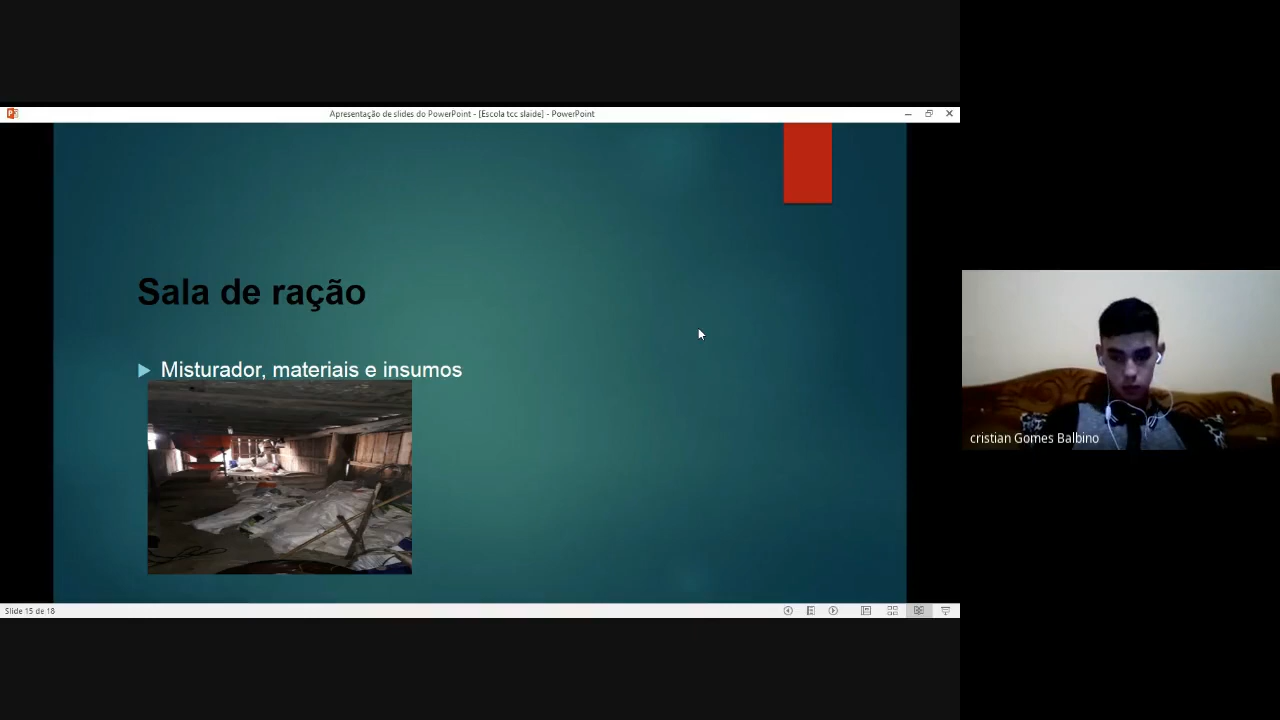 Apresentação de slides do PowerPoint - [Escola tcc slaide] - PowerPoint
Sala de ração
Misturador, materiais e insumos
cristian Gomes Balbino
Slide 15 de 18